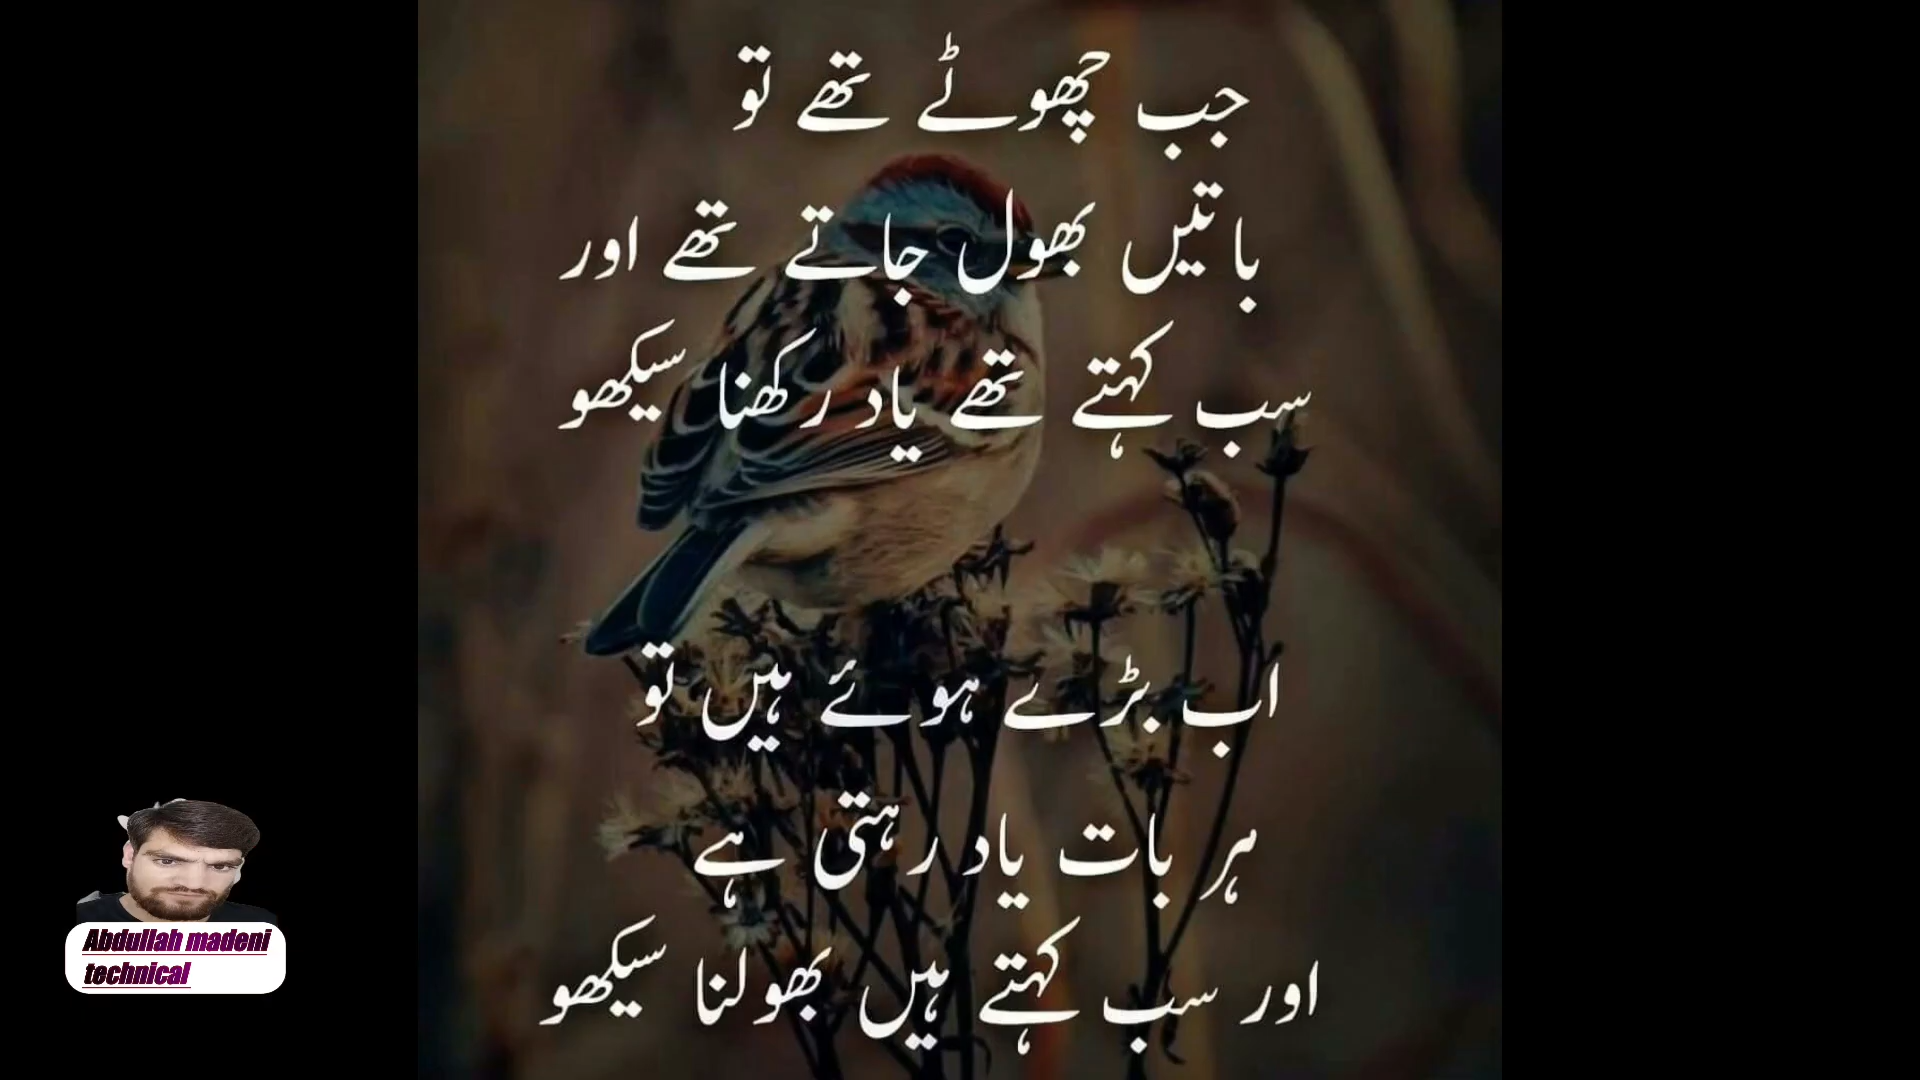 جب چھوٹے تھے تو
باتیں بھول جاتے تھے اور
سب کہتے تھے یاد رکھنا سیکھو
اب بڑے ہوئے ہیں تو
ہر بات یاد رہتی ہے
اور سب کہتے ہیں بھولنا سیکھو
Abdullah madeni
technical